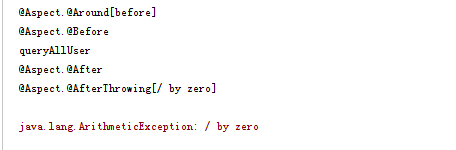 @Aspect.@Around[before]
@Aspect.@Before
queryAllUser
@Aspect.@After
@Aspect.@AfterThrowing[/ by zero]
java.lang.ArithmeticException: / by zero